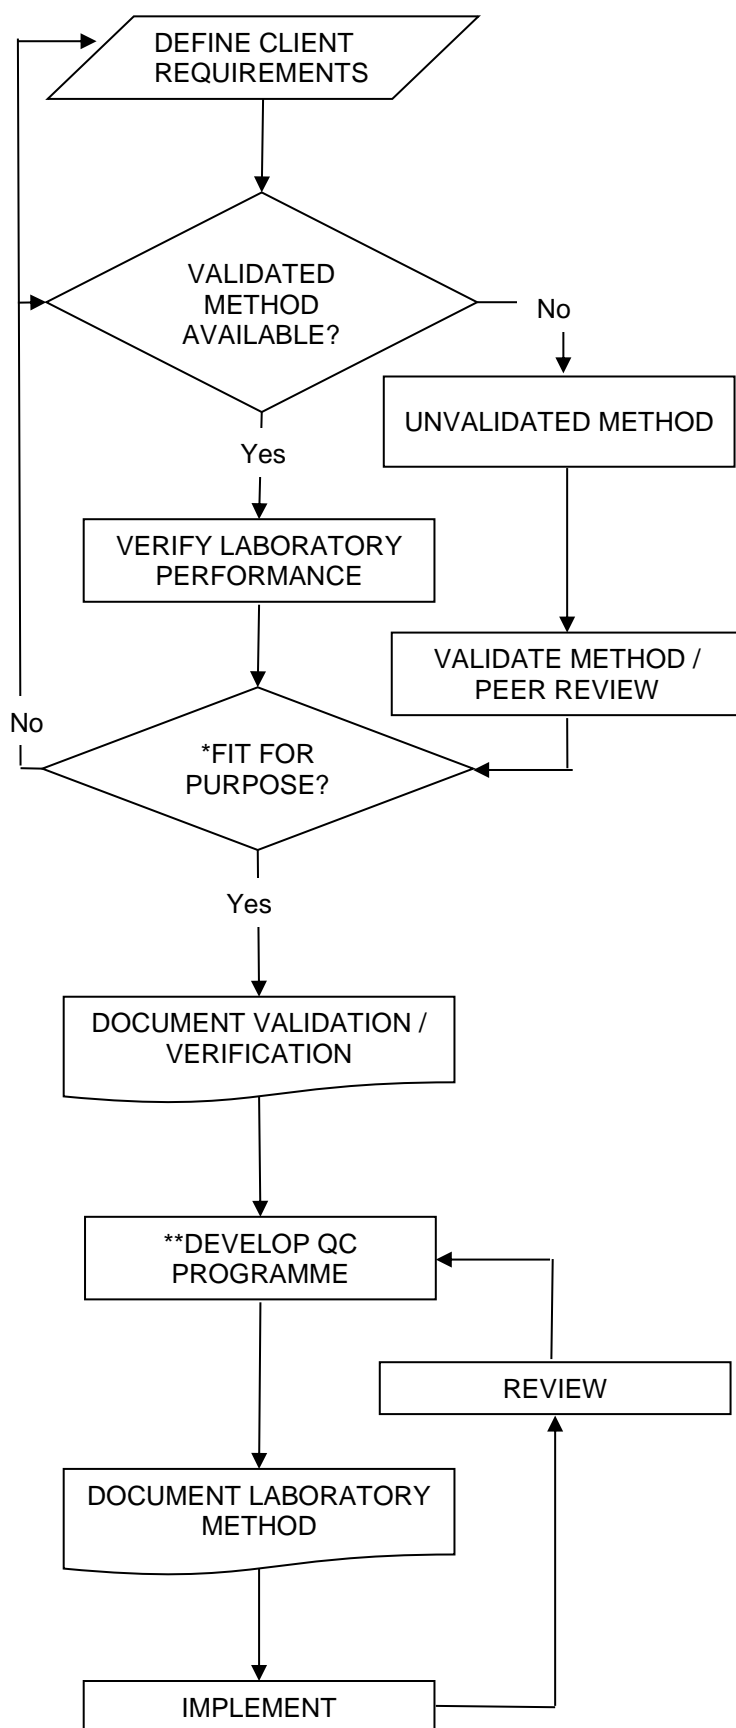 DEFINE CLIENT
REQUIREMENTS
VALIDATED
METHOD
AVAILABLE?
No
UNVALIDATED METHOD
Yes
VERIFY LABORATORY
PERFORMANCE
VALIDATE METHOD /
PEER REVIEW
No
*FIT FOR
PURPOSE?
Yes
DOCUMENT VALIDATION /
VERIFICATION
**DEVELOP QC
PROGRAMME
REVIEW
DOCUMENT LABORATORY
METHOD
IMPLEMENT